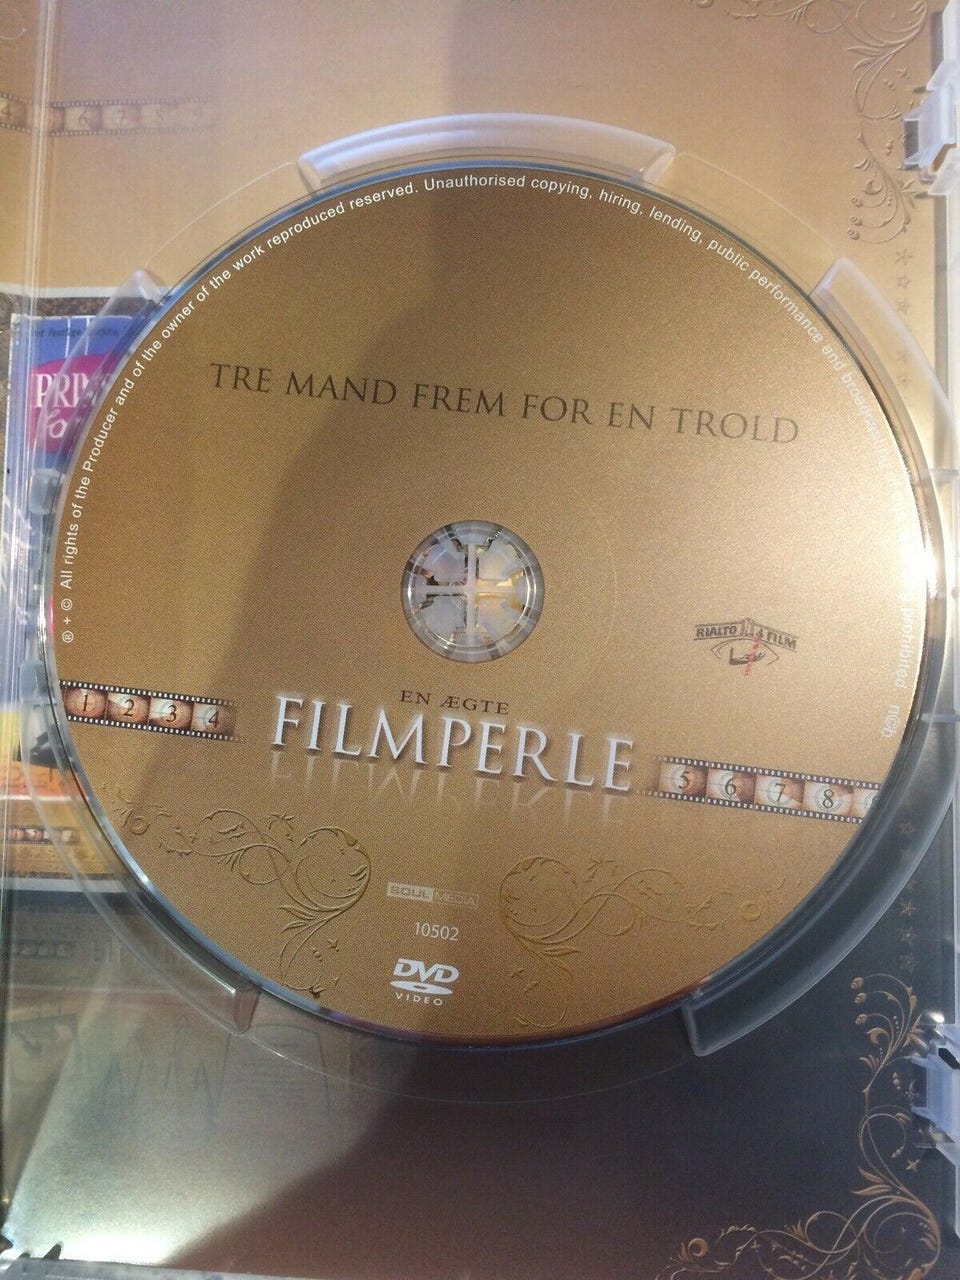 ® + © All rights of the Producer and of the owner of the work reproduced reserved. Unauthorised copying, hiring, lending, public performance and broadcasting prohibited ncb
TRE MAND FREM FOR EN TROLD
RIALTO FILM
EN ÆGTE
FILMPERLE
1 2 3 4
5 6 7 8
SOUL MEDIA
10502
DVD
VIDEO